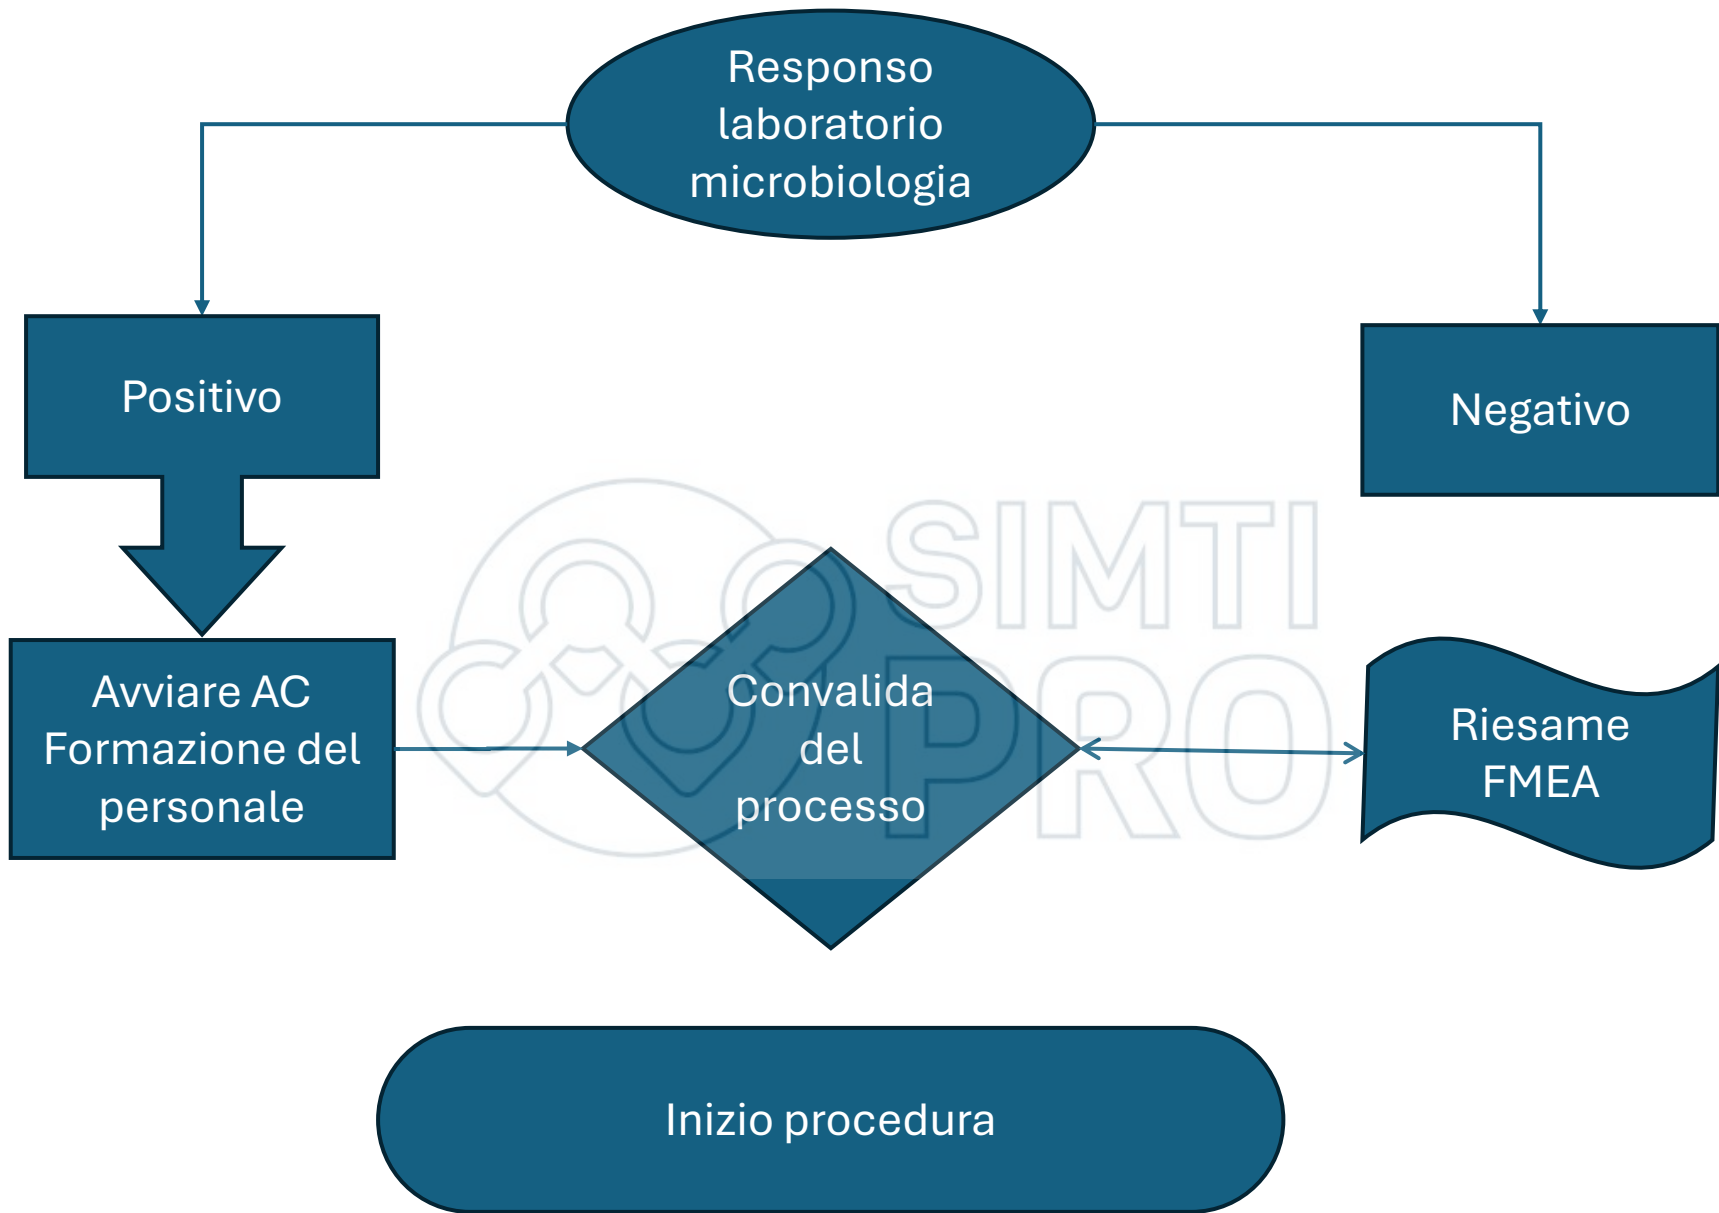 Responso
laboratorio
microbiologia
Positivo
Negativo
SIMTI
PRO
Avviare AC
Formazione del
personale
Convalida
del
processo
Riesame
FMEA
Inizio procedura